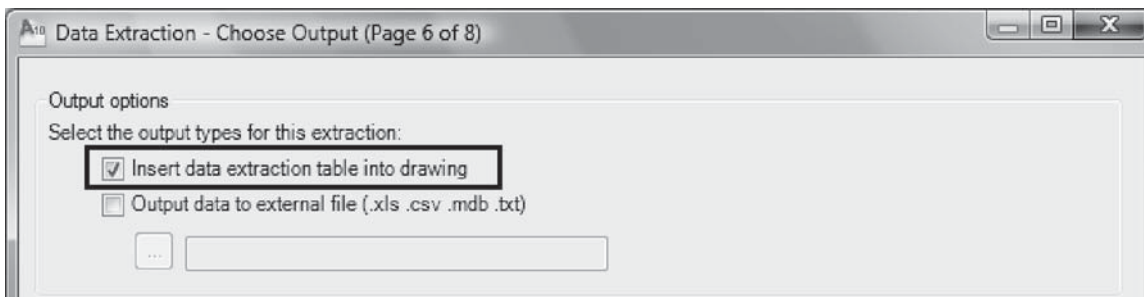 A10 Data Extraction - Choose Output (Page 6 of 8)
Output options
Select the output types for this extraction:
Insert data extraction table into drawing
Output data to external file (.xls .csv .mdb .txt)
...